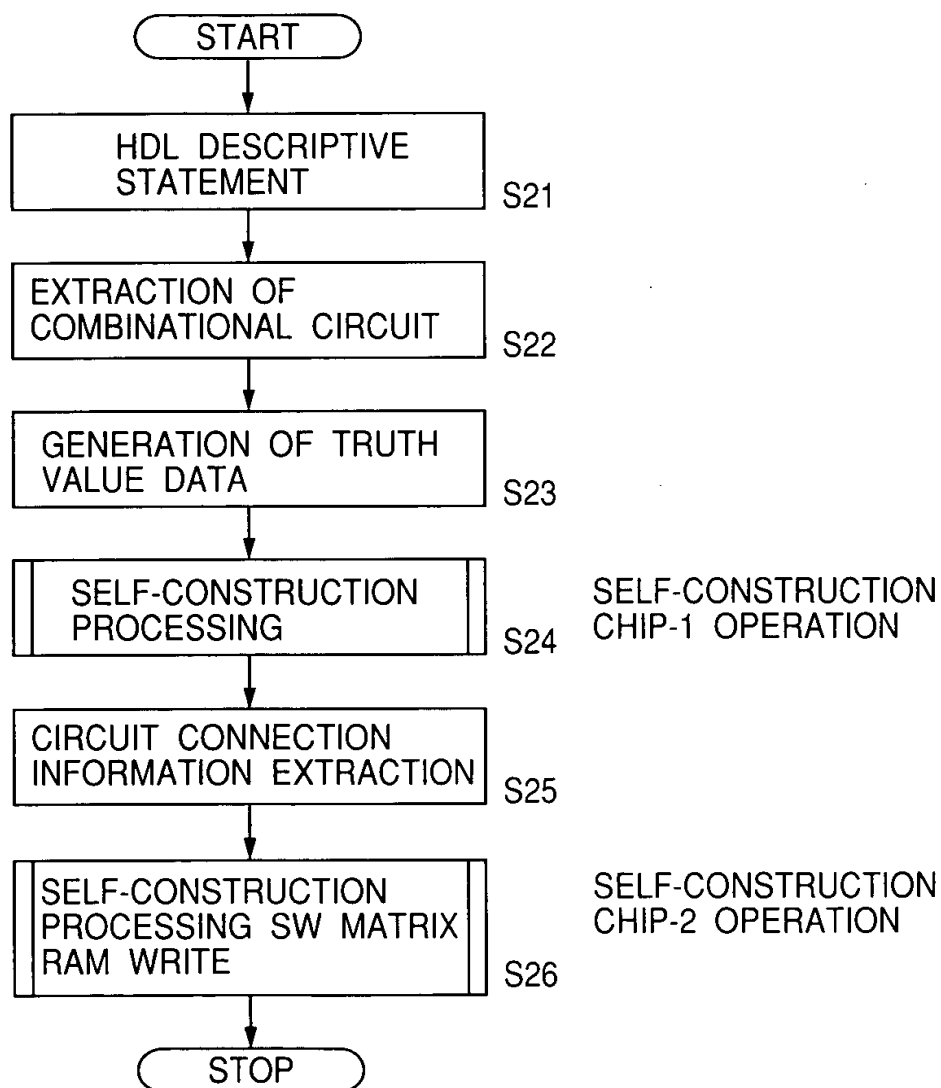 START
HDL DESCRIPTIVE
STATEMENT
S21
EXTRACTION OF
COMBINATIONAL CIRCUIT
S22
GENERATION OF TRUTH
VALUE DATA
S23
SELF-CONSTRUCTION
PROCESSING
S24
SELF-CONSTRUCTION
CHIP-1 OPERATION
CIRCUIT CONNECTION
INFORMATION EXTRACTION
S25
SELF-CONSTRUCTION
PROCESSING SW MATRIX
RAM WRITE
S26
SELF-CONSTRUCTION
CHIP-2 OPERATION
STOP